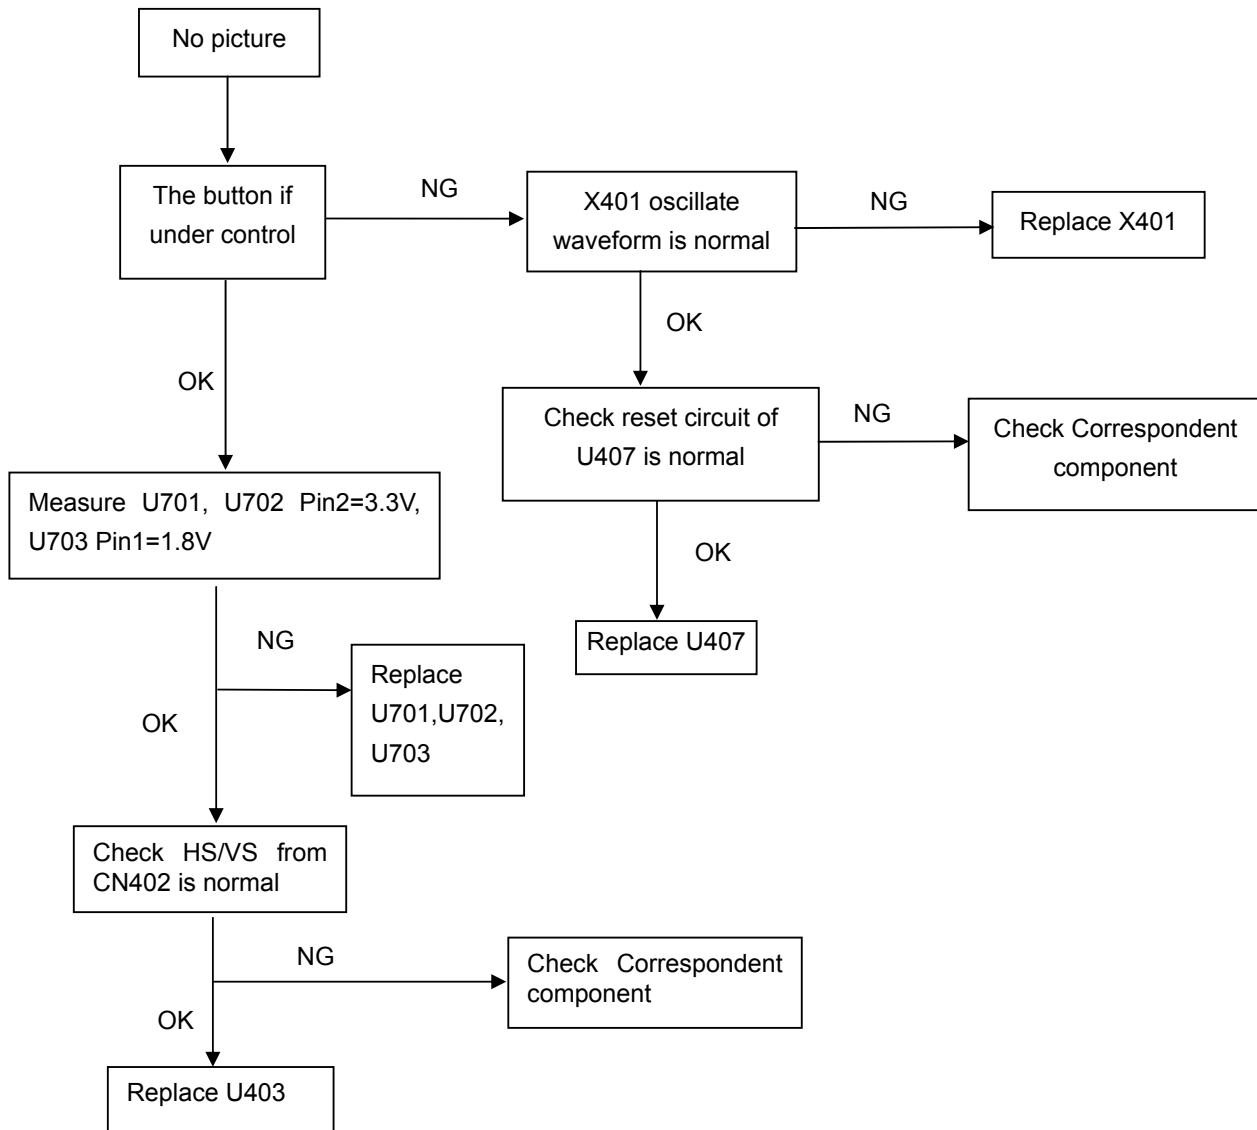 No picture
The button if
under control
NG
X401 oscillate
waveform is normal
NG
Replace X401
OK
OK
Check reset circuit of
U407 is normal
NG
Check Correspondent
component
Measure U701, U702 Pin2=3.3V,
U703 Pin1=1.8V
OK
Replace U407
NG
Replace
U701,U702,
U703
OK
Check HS/VS from
CN402 is normal
NG
Check Correspondent
component
OK
Replace U403